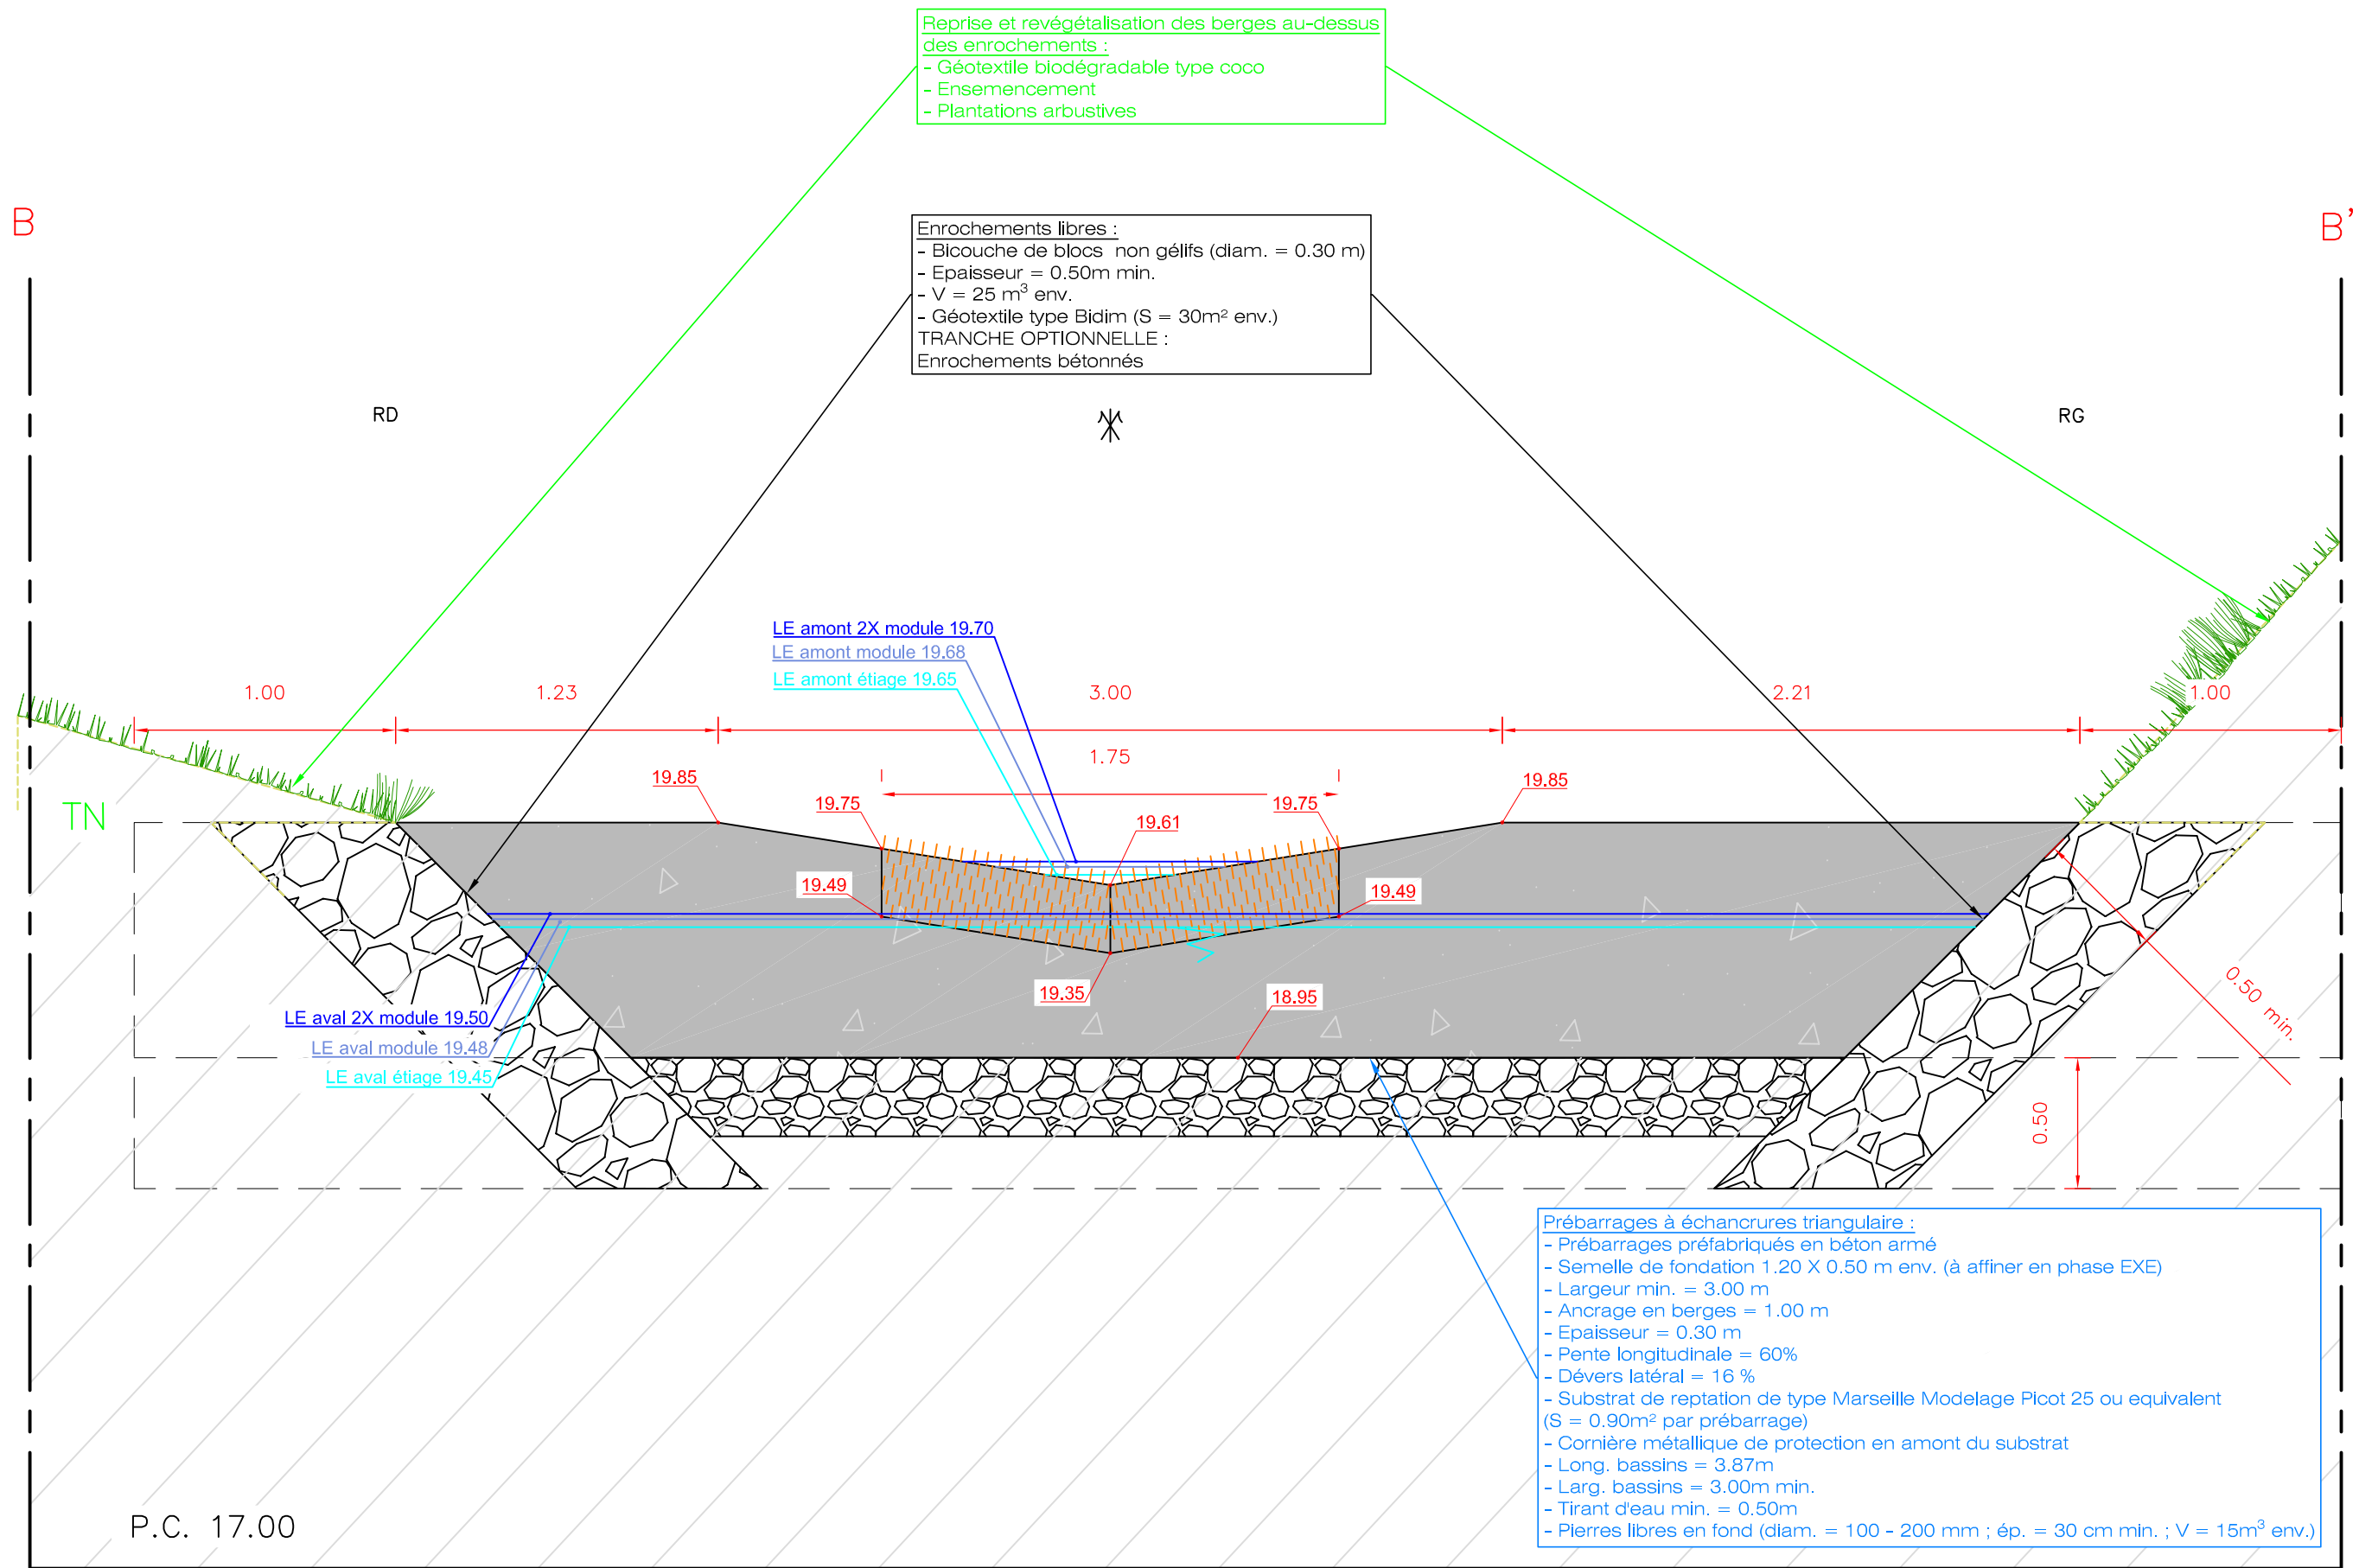 Reprise et revégétalisation des berges au-dessus
des enrochements :
- Géotextile biodégradable type coco
- Ensemencement
- Plantations arbustives
B
B'
Enrochements libres :
- Bicouche de blocs non gélifs (diam. = 0.30 m)
- Epaisseur = 0.50m min.
- V = 25 m³ env.
- Géotextile type Bidim (S = 30m² env.)
TRANCHE OPTIONNELLE :
Enrochements bétonnés
RD
RG
LE amont 2X module 19.70
LE amont module 19.68
LE amont étiage 19.65
1.00
1.23
3.00
2.21
1.00
1.75
19.85
19.85
19.75
19.75
TN
19.61
19.49
19.49
19.35
18.95
0.50 min.
LE aval 2X module 19.50
LE aval module 19.48
LE aval étiage 19.45
0.50
Prébarrages à échancrures triangulaire :
- Prébarrages préfabriqués en béton armé
- Semelle de fondation 1.20 X 0.50 m env. (à affiner en phase EXE)
- Largeur min. = 3.00 m
- Ancrage en berges = 1.00 m
- Epaisseur = 0.30 m
- Pente longitudinale = 60%
- Dévers latéral = 16 %
- Substrat de reptation de type Marseille Modelage Picot 25 ou equivalent
(S = 0.90m² par prébarrage)
- Cornière métallique de protection en amont du substrat
- Long. bassins = 3.87m
- Larg. bassins = 3.00m min.
- Tirant d'eau min. = 0.50m
- Pierres libres en fond (diam. = 100 - 200 mm ; ép. = 30 cm min. ; V = 15m³ env.)
P.C. 17.00